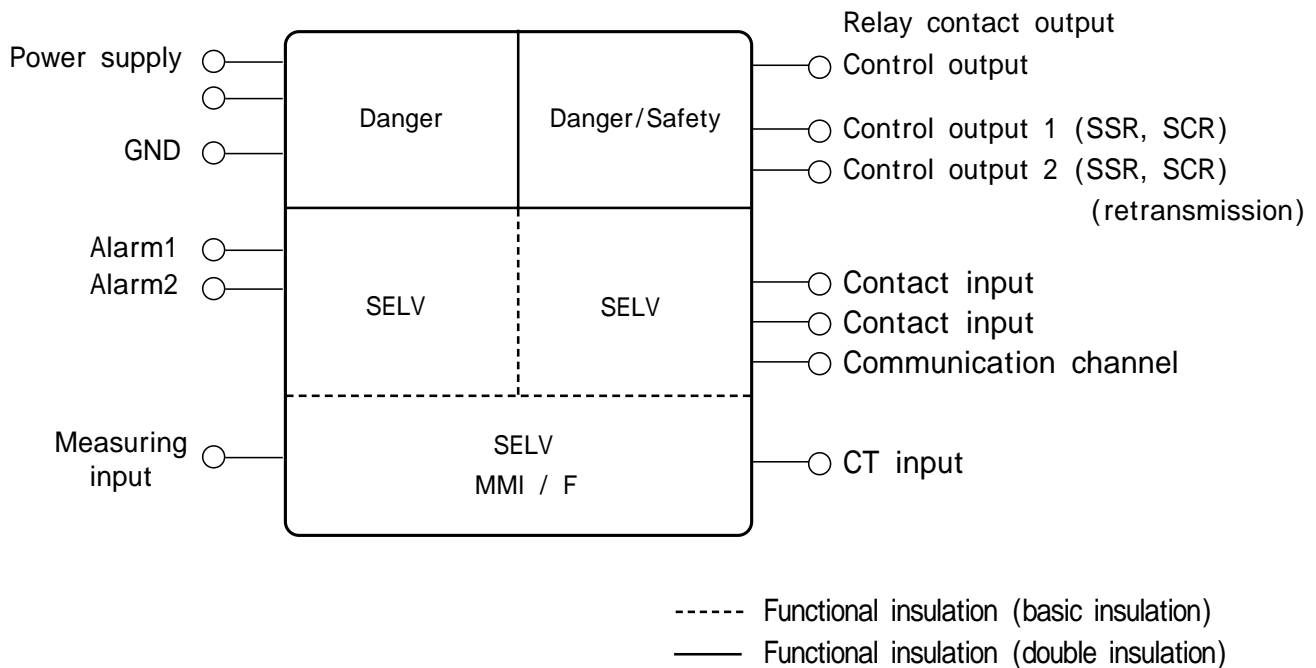 Relay contact output
Power supply
Control output
Danger
Danger/Safety
Control output 1 (SSR, SCR)
GND
Control output 2 (SSR, SCR)
(retransmission)
Alarm1
Alarm2
SELV
SELV
Contact input
Contact input
Communication channel
Measuring
input
SELV
MMI / F
CT input
Functional insulation (basic insulation)
Functional insulation (double insulation)